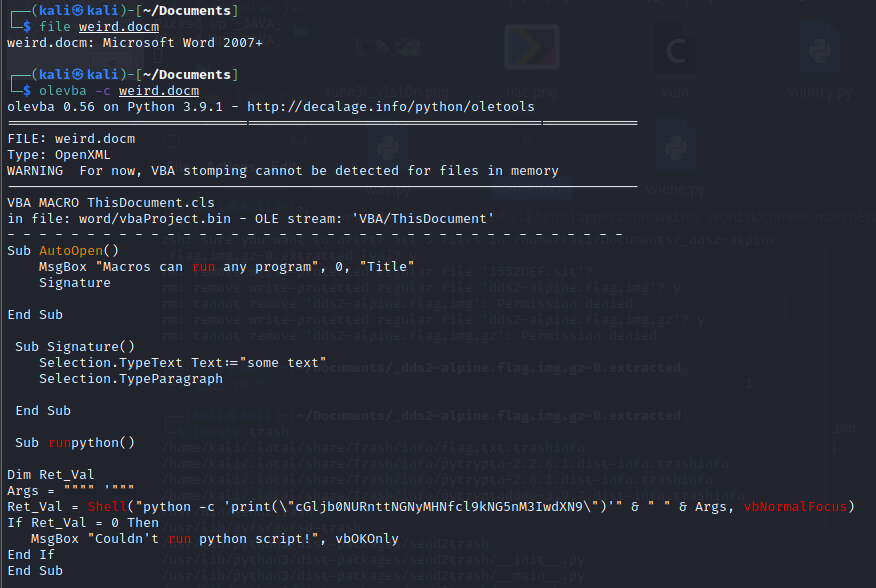 ┌──(kali㉿kali)-[~/Documents]
└─$ file weird.docm
weird.docm: Microsoft Word 2007+
┌──(kali㉿kali)-[~/Documents]
└─$ olevba -c weird.docm
olevba 0.56 on Python 3.9.1 - http://decalage.info/python/oletools
===============================================================================
FILE: weird.docm
Type: OpenXML
WARNING  For now, VBA stomping cannot be detected for files in memory
-------------------------------------------------------------------------------
VBA MACRO ThisDocument.cls
in file: word/vbaProject.bin - OLE stream: 'VBA/ThisDocument'
- - - - - - - - - - - - - - - - - - - - - - - - - - - - - - - - - - - - - - -
Sub AutoOpen()
    MsgBox "Macros can run any program", 0, "Title"
    Signature
End Sub
 Sub Signature()
    Selection.TypeText Text:="some text"
    Selection.TypeParagraph
 End Sub
 Sub runpython()
Dim Ret_Val
Args = """" '"""
Ret_Val = Shell("python -c 'print(\"cGljb0NURnttNGNyMHNfcl9kNG5nM3IwdXN9\")'" & " " & Args, vbNormalFocus)
If Ret_Val = 0 Then
   MsgBox "Couldn't run python script!", vbOKOnly
End If
End Sub